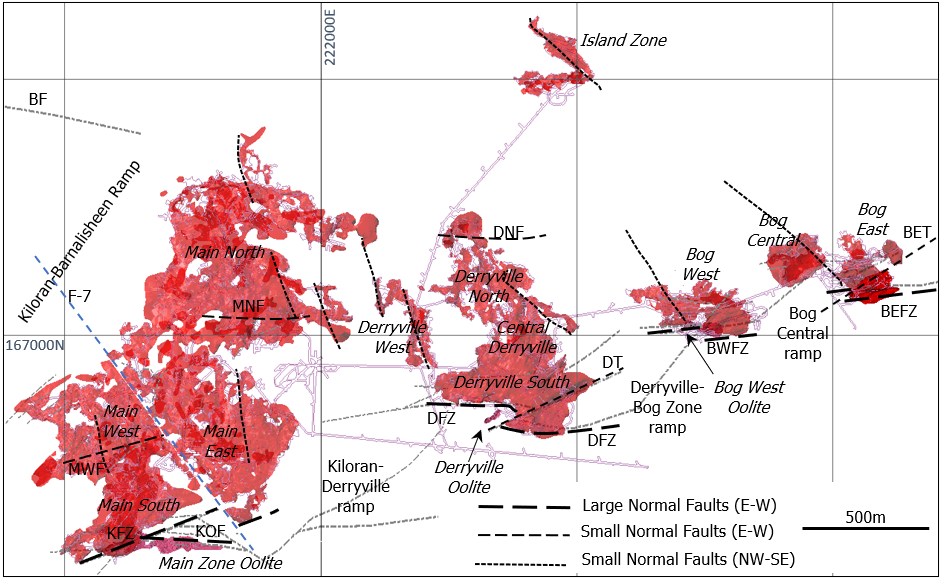 222000E
Island Zone
BF
Kiloran-Barnalisheen Ramp
Main North
DNF
Bog
Central
Bog
East
BET
Bog
West
F-7
MNF
Derryville
North
Derryville
West
Central
Derryville
167000N
BEFZ
Bog
Central
ramp
BWFZ
DT
Derryville South
Derryville-
Bog Zone
ramp
Bog West
Oolite
Main
West
Main
East
DFZ
DFZ
MWF
Derryville
Oolite
Kiloran-
Derryville
ramp
Main South
KFZ
KOF
Main Zone Oolite
Large Normal Faults (E-W)
Small Normal Faults (E-W)
Small Normal Faults (NW-SE)
500m